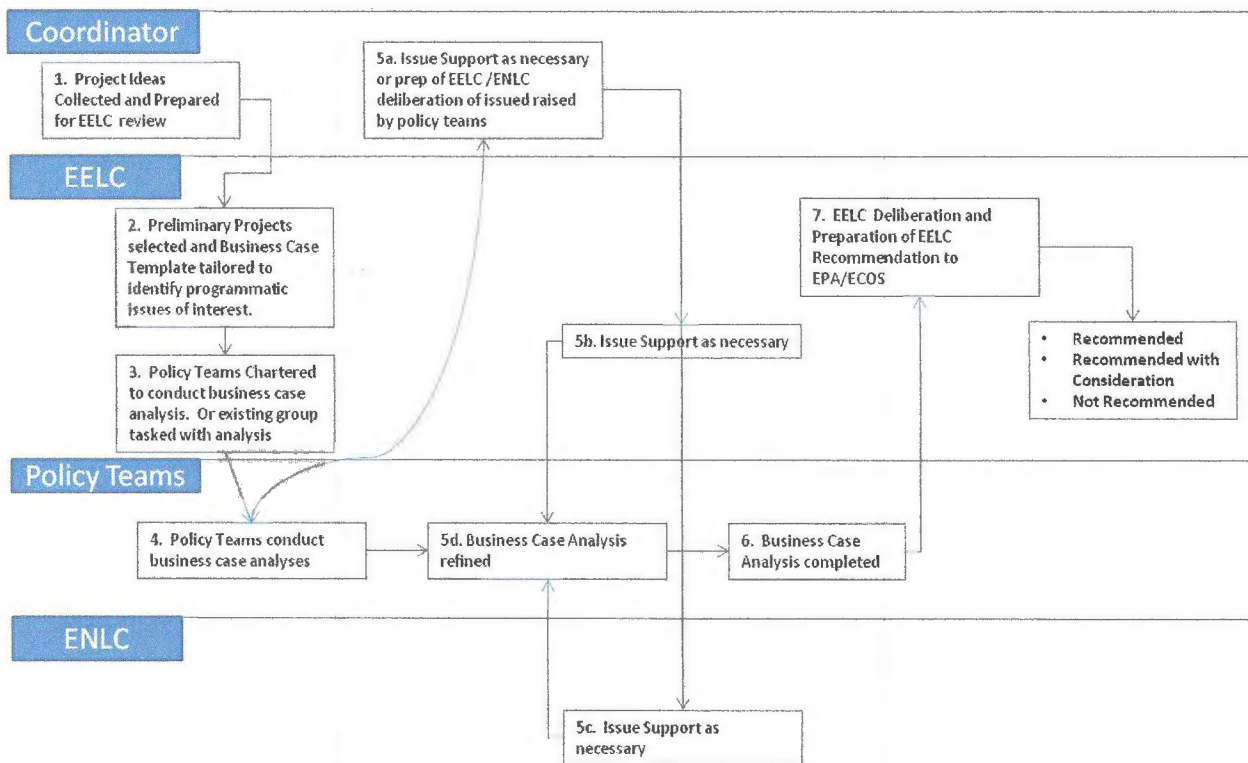 Coordinator
1. Project Ideas
Collected and Prepared
for EELC review
5a. Issue Support as necessary
or prep of EELC /ENLC
deliberation of issued raised
by policy teams
EELC
2. Preliminary Projects
selected and Business Case
Template tailored to
identify programmatic
issues of interest.
7. EELC Deliberation and
Preparation of EELC
Recommendation to
EPA/ECOS
5b. Issue Support as necessary
• Recommended
• Recommended with
Consideration
• Not Recommended
3. Policy Teams Chartered
to conduct business case
analysis. Or existing group
tasked with analysis
Policy Teams
4. Policy Teams conduct
business case analyses
5d. Business Case Analysis
refined
6. Business Case
Analysis completed
ENLC
5c. Issue Support as
necessary